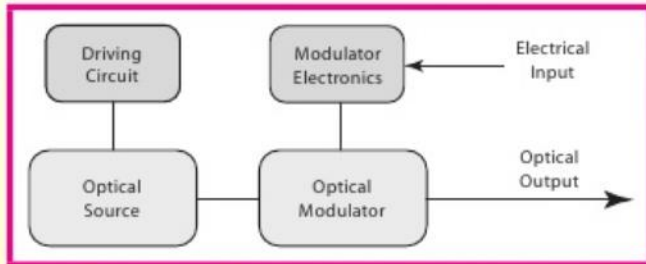 Driving
Circuit
Modulator
Electronics
Electrical
Input
Optical
Source
Optical
Modulator
Optical
Output